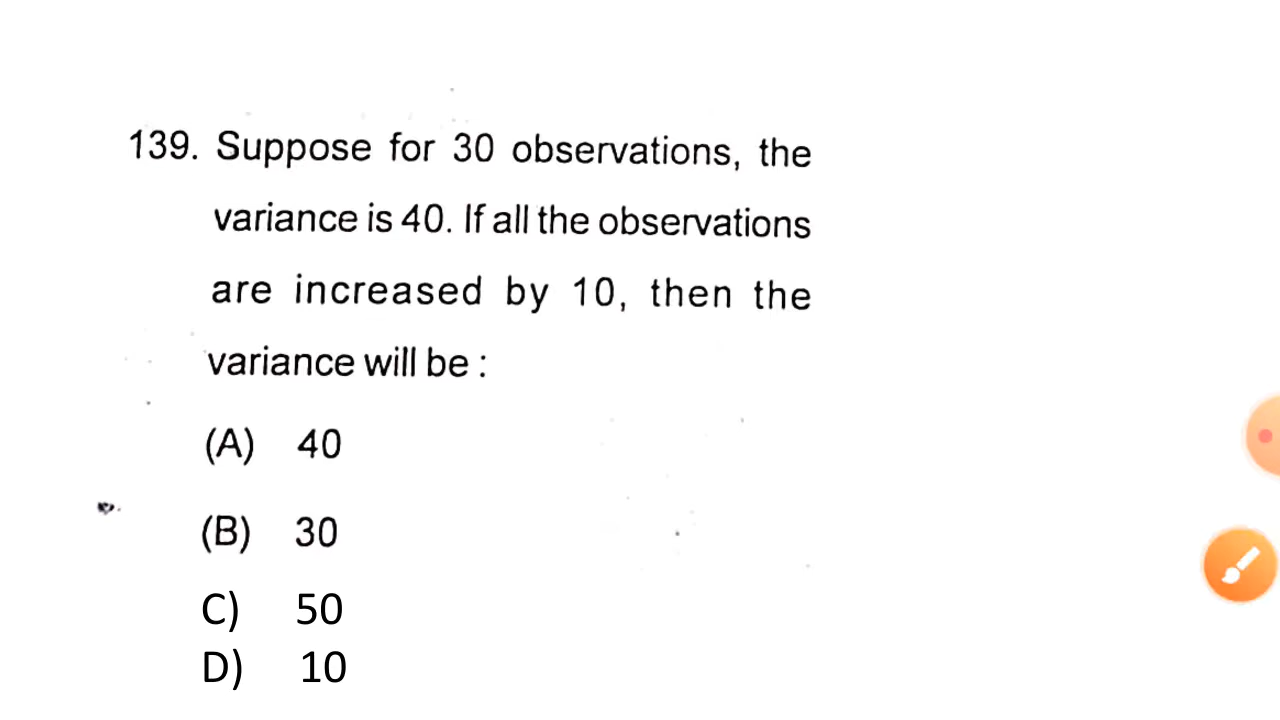 139. Suppose for 30 observations, the
variance is 40. If all the observations
are increased by 10, then the
variance will be :
(A) 40
(B) 30
C) 50
D) 10